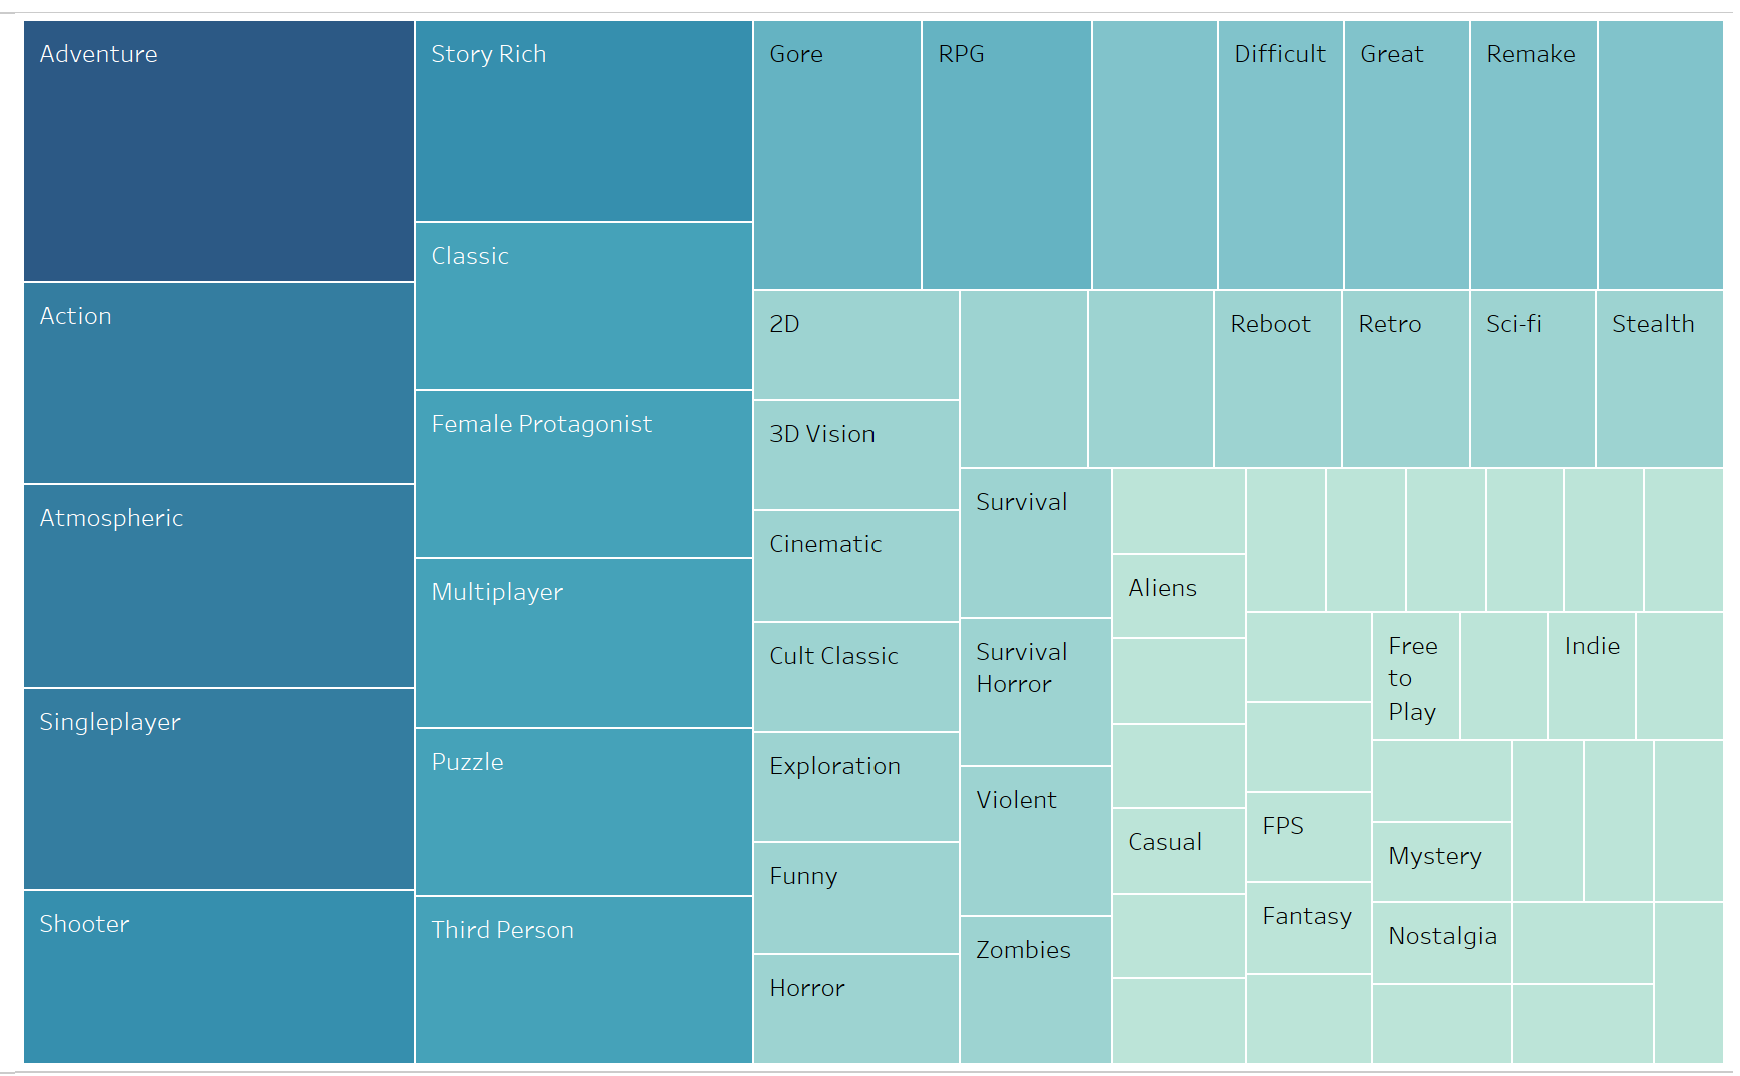 Adventure
Action
Atmospheric
Singleplayer
Shooter
Story Rich
Classic
Female Protagonist
Multiplayer
Puzzle
Third Person
Gore
RPG
Difficult
Great
Remake
2D
3D Vision
Cinematic
Cult Classic
Exploration
Funny
Horror
Reboot
Retro
Sci-fi
Stealth
Survival
Survival
Horror
Violent
Zombies
Aliens
Casual
FPS
Fantasy
Free
to
Play
Indie
Mystery
Nostalgia